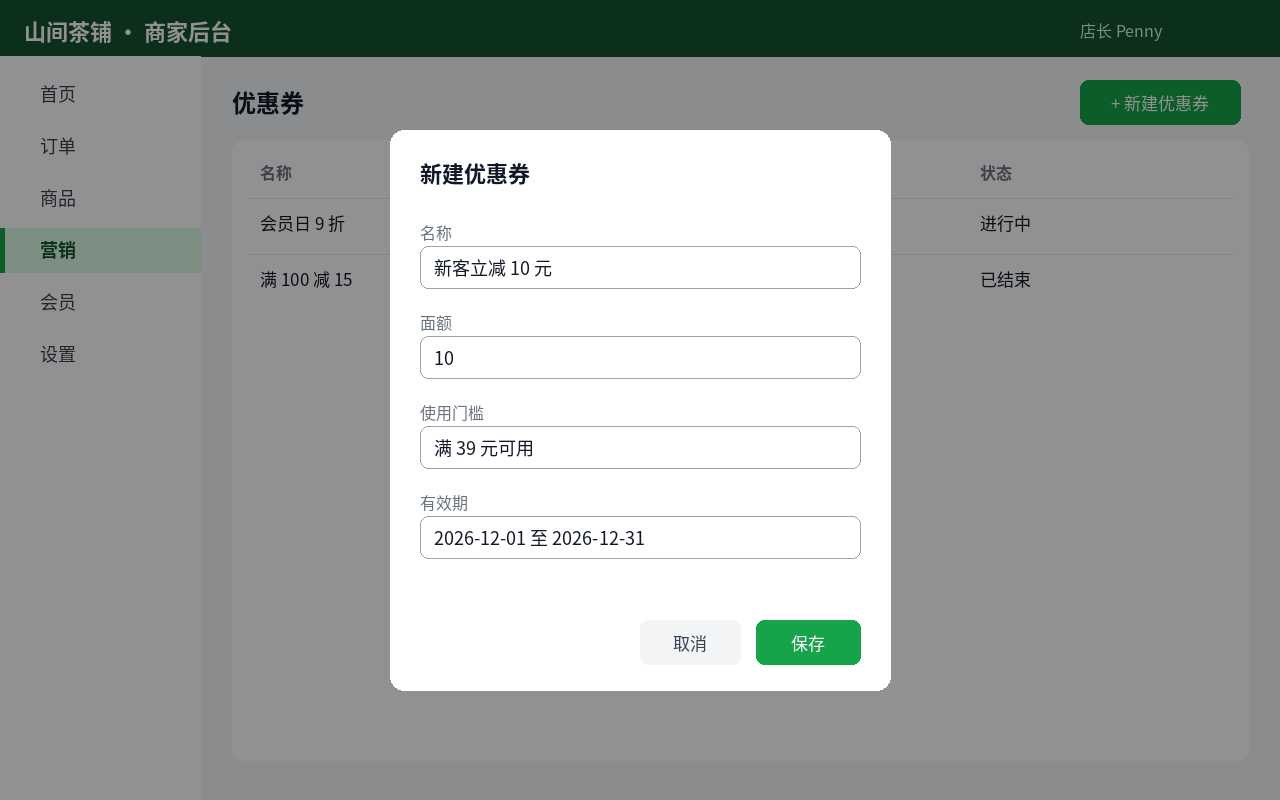 山间茶铺 · 商家后台
店长 Penny
首页
订单
商品
营销
会员
设置
优惠券
+ 新建优惠券
名称
状态
会员日 9 折
进行中
满 100 减 15
已结束
新建优惠券
名称
新客立减 10 元
面额
10
使用门槛
满 39 元可用
有效期
2026-12-01 至 2026-12-31
取消
保存